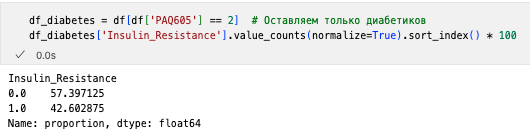 df_diabetes = df[df['PAQ605'] == 2]  # Оставляем только диабетиков
df_diabetes['Insulin_Resistance'].value_counts(normalize=True).sort_index() * 100
✓ 0.0s
Insulin_Resistance
0.0    57.397125
1.0    42.602875
Name: proportion, dtype: float64